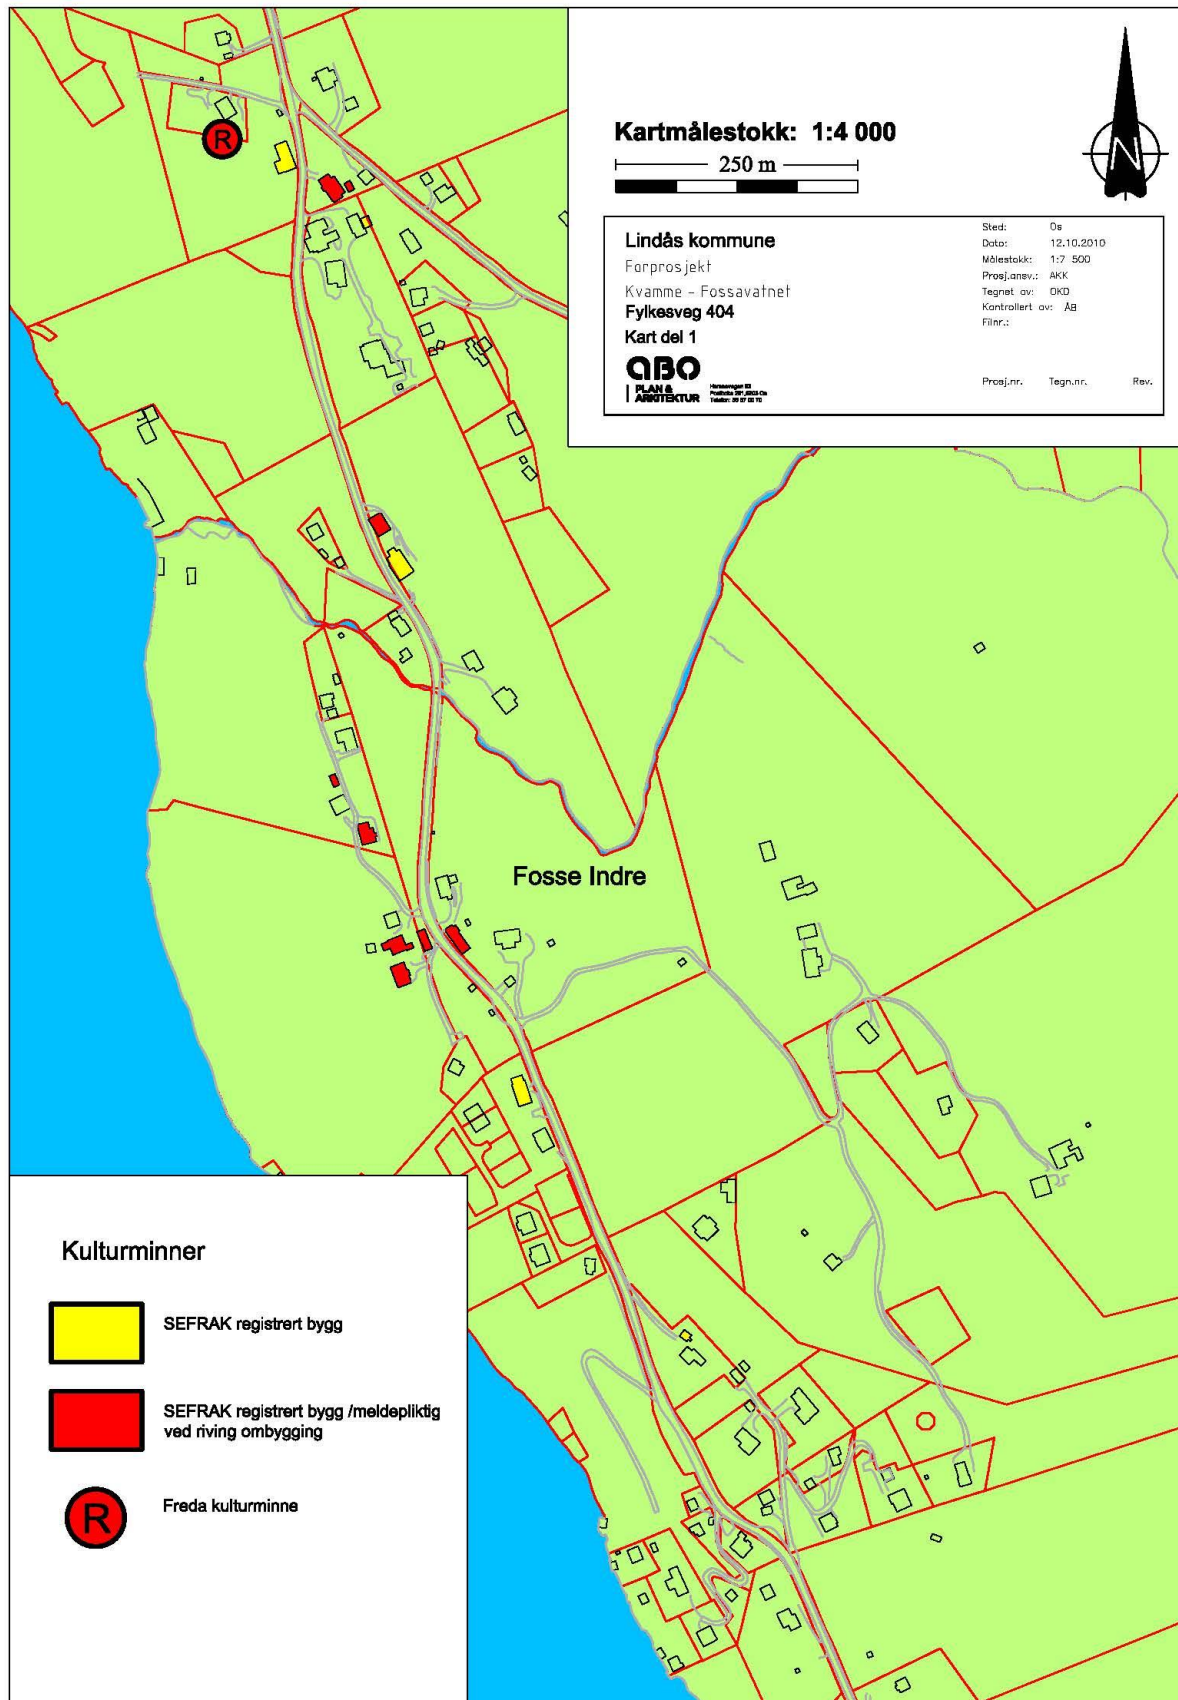 R
Kartmålestokk: 1:4 000
250 m
N
Lindås kommune
Forprosjekt
Kvamme - Fossavatnet
Fylkesveg 404
Kart del 1
ABO
PLAN &
ARKITEKTUR
Sted: Os
Dato: 12.10.2010
Målestokk: 1:7 500
Prosj.ansv.: AKK
Tegnet av: OKD
Kontrollert av: ÅB
Filnr.:
Prosj.nr. Tegn.nr. Rev.
Fosse Indre
Kulturminner
SEFRAK registrert bygg
SEFRAK registrert bygg /meldepliktig
ved riving ombygging
R
Freda kulturminne